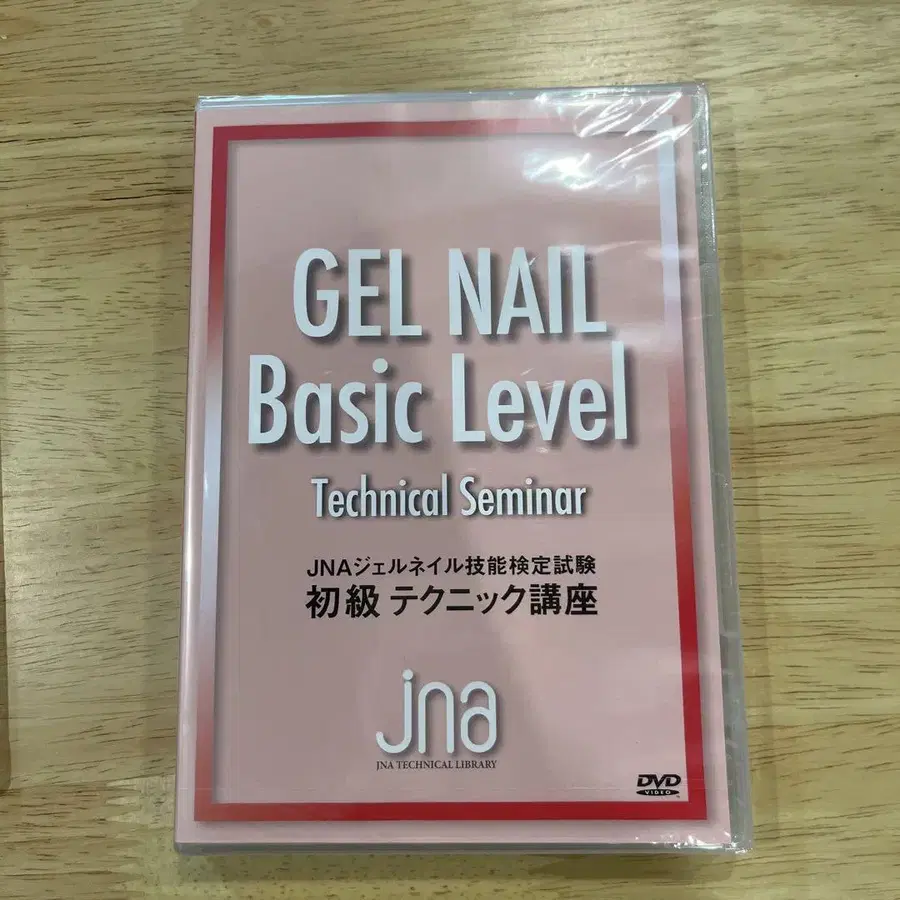 GEL NAIL
Basic Level
Technical Seminar
JNAジェルネイル技能検定試験
初級 テクニック講座
jna
JNA TECHNICAL LIBRARY
DVD
VIDEO